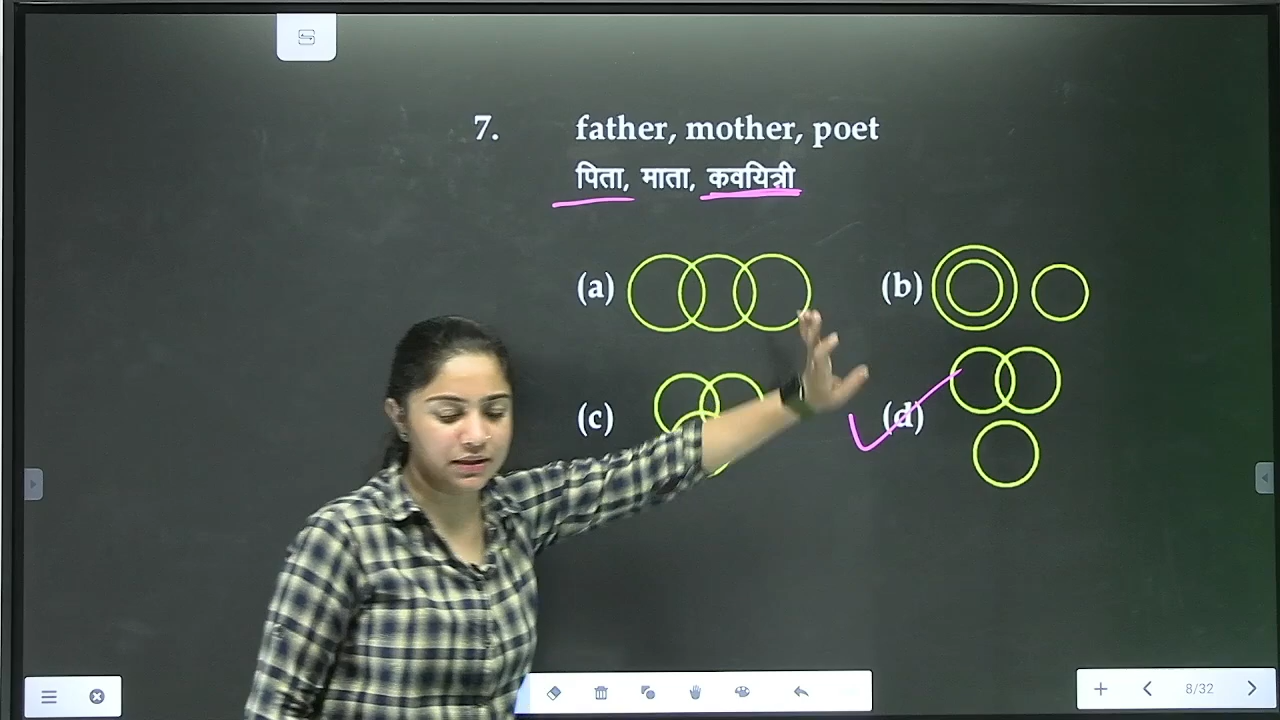 7. father, mother, poet
पिता, माता, कवयित्री
(a) (b)
(c) (d)
8/32